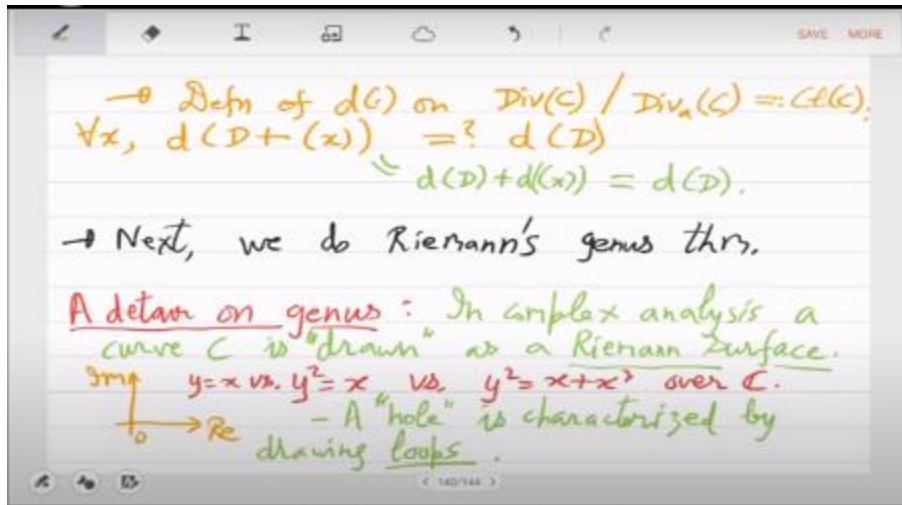 SAVE MORE
→ Defn of d(·) on Div(C) / Divₐ(C) =: Cl(C).
∀x, d(D + (x)) =? d(D)
= d(D) + d((x)) = d(D).
→ Next, we do Riemann's genus thm.
A detour on genus: In complex analysis a
curve C is "drawn" as a Riemann Surface.
Im y=x vs. y²=x vs. y²=x+x³ over ℂ.
0 Re - A "hole" is characterized by
drawing loops.
< 140/144 >